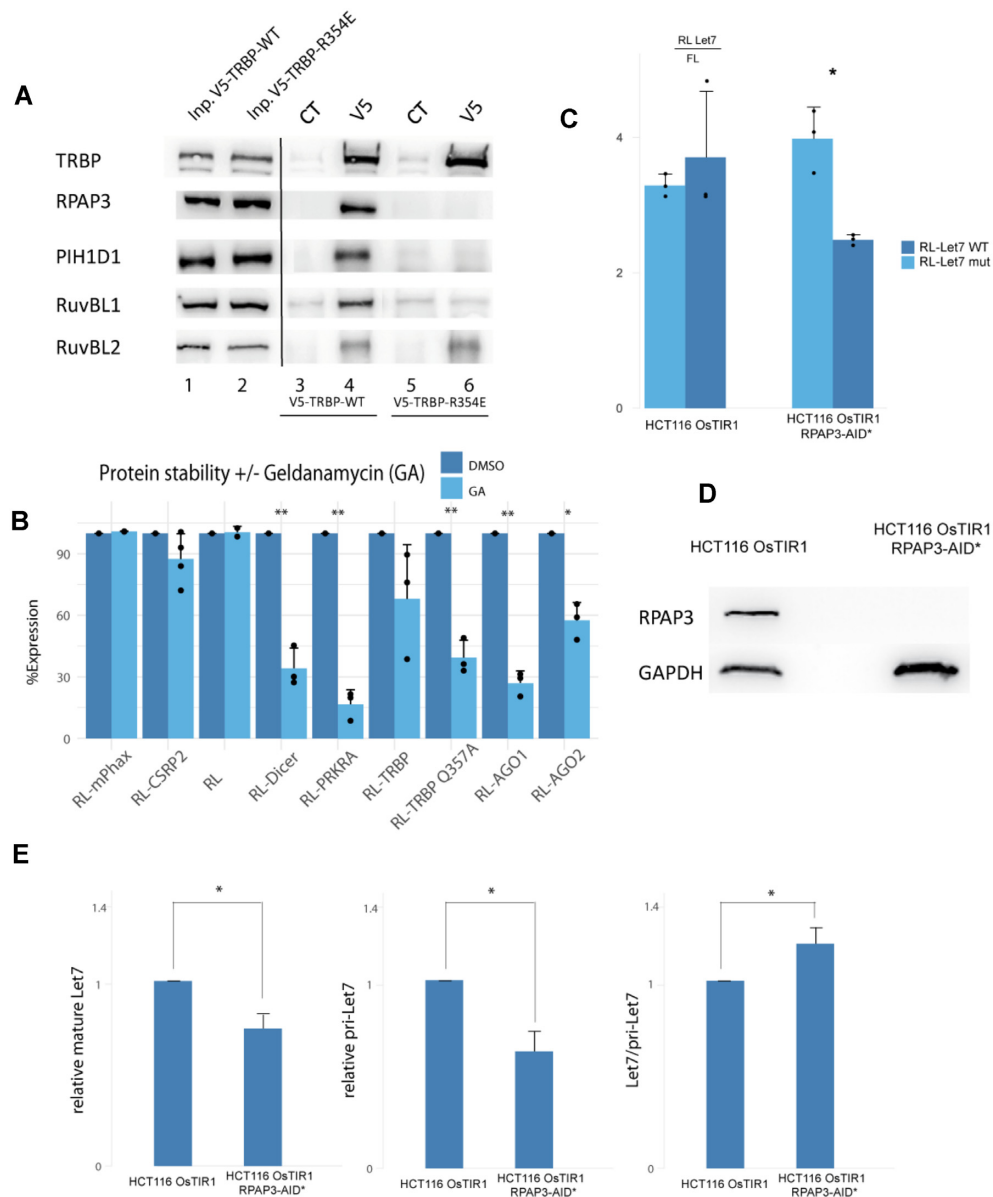 A
Inp. V5-TRBP-WT
Inp. V5-TRBP-R354E
CT
V5
CT
V5
TRBP
RPAP3
PIH1D1
RuvBL1
RuvBL2
1 2 3 4 5 6
V5-TRBP-WT
V5-TRBP-R354E
C
RL Let7
FL
*
4
2
0
HCT116 OsTIR1
HCT116 OsTIR1
RPAP3-AID*
RL-Let7 WT
RL-Let7 mut
B
Protein stability +/- Geldanamycin (GA)
DMSO
GA
%Expression
90
60
30
0
** ** ** ** *
RL-mPhax
RL-CSRP2
RL
RL-Dicer
RL-PRKRA
RL-TRBP
RL-TRBP Q357A
RL-AGO1
RL-AGO2
D
HCT116 OsTIR1
HCT116 OsTIR1
RPAP3-AID*
RPAP3
GAPDH
E
relative mature Let7
1.4
1
0
*
HCT116 OsTIR1
HCT116 OsTIR1
RPAP3-AID*
relative pri-Let7
1.4
1
0
*
HCT116 OsTIR1
HCT116 OsTIR1
RPAP3-AID*
Let7/pri-Let7
1.4
1
0
*
HCT116 OsTIR1
HCT116 OsTIR1
RPAP3-AID*